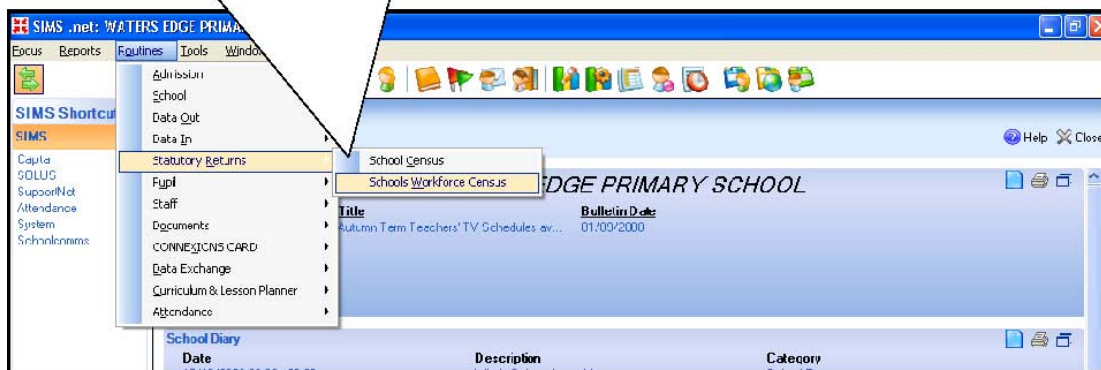 SIMS .net: WATERS EDGE PRIMA
Focus Reports Routines Tools Windo
Admission
School
Data Out
Data In
Statutory Returns
Pupil
Staff
Documents
CONNEXIONS CARD
Data Exchange
Curriculum & Lesson Planner
Attendance
School Census
Schools Workforce Census
SIMS Shortcu
SIMS
Capita
SOLUS
SupportNet
Attendance
System
Schoolcomms
Help Close
EDGE PRIMARY SCHOOL
Title Bulletin Date
Autumn Term Teachers' TV Schedules av... 01/09/2000
School Diary
Date Description Category